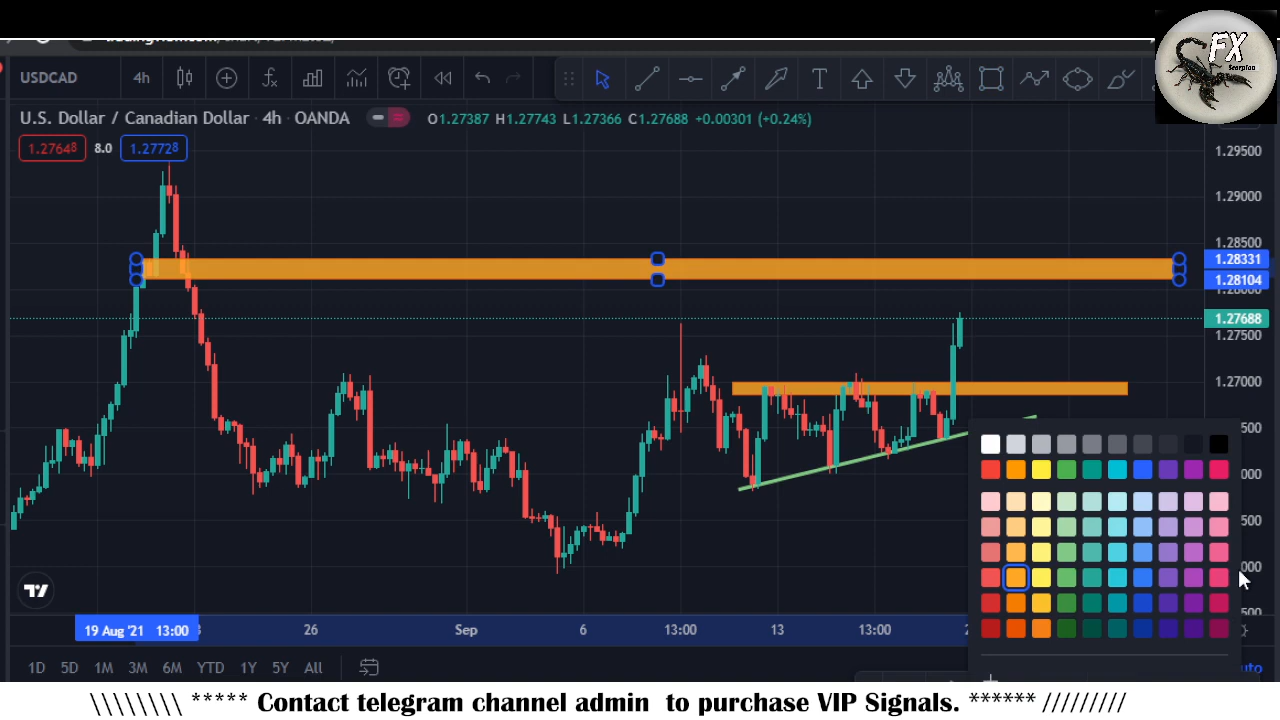 FX
Scorpion
USDCAD 4h
U.S. Dollar / Canadian Dollar · 4h · OANDA O1.27387 H1.27743 L1.27366 C1.27688 +0.00301 (+0.24%)
1.27648 8.0 1.27728
1.29500
1.29000
1.28500
1.28331
1.28104
1.27688
1.27500
1.27000
19 Aug '21 13:00 26 Sep 6 13:00 13 13:00
1D 5D 1M 3M 6M YTD 1Y 5Y All
\\\\\\\\ ***** Contact telegram channel admin to purchase VIP Signals. ****** /////////